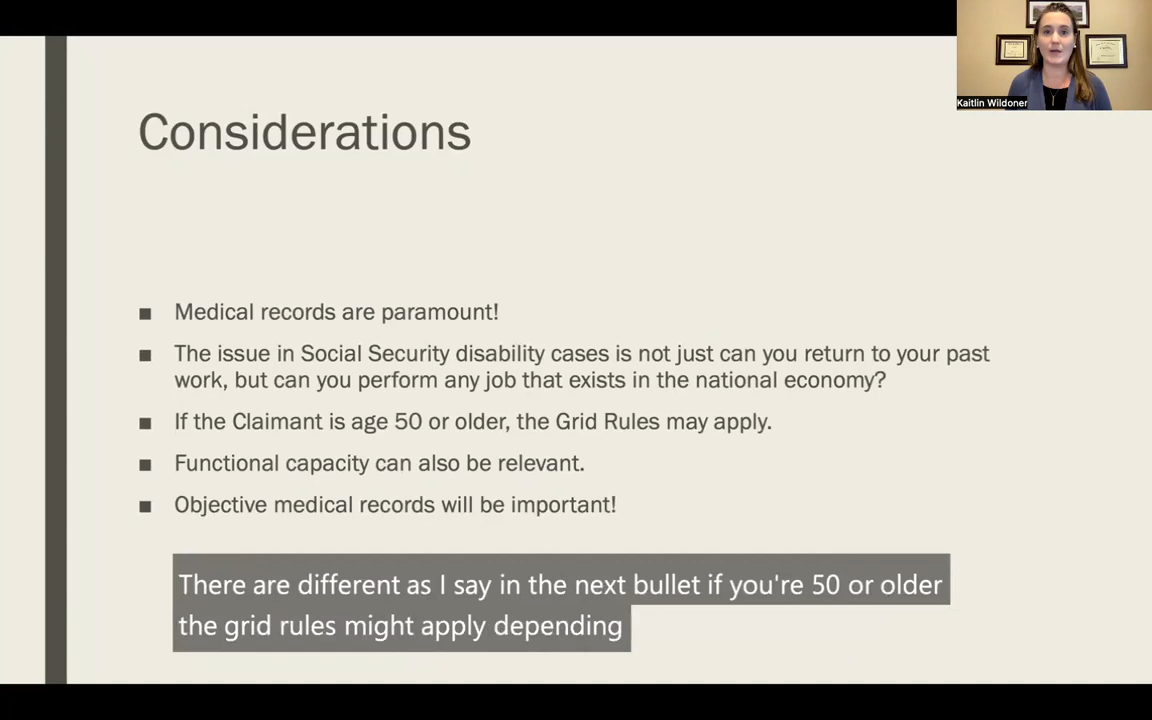 Kaitlin Wildoner
Considerations
■ Medical records are paramount!
■ The issue in Social Security disability cases is not just can you return to your past
work, but can you perform any job that exists in the national economy?
■ If the Claimant is age 50 or older, the Grid Rules may apply.
■ Functional capacity can also be relevant.
■ Objective medical records will be important!
There are different as I say in the next bullet if you're 50 or older
the grid rules might apply depending